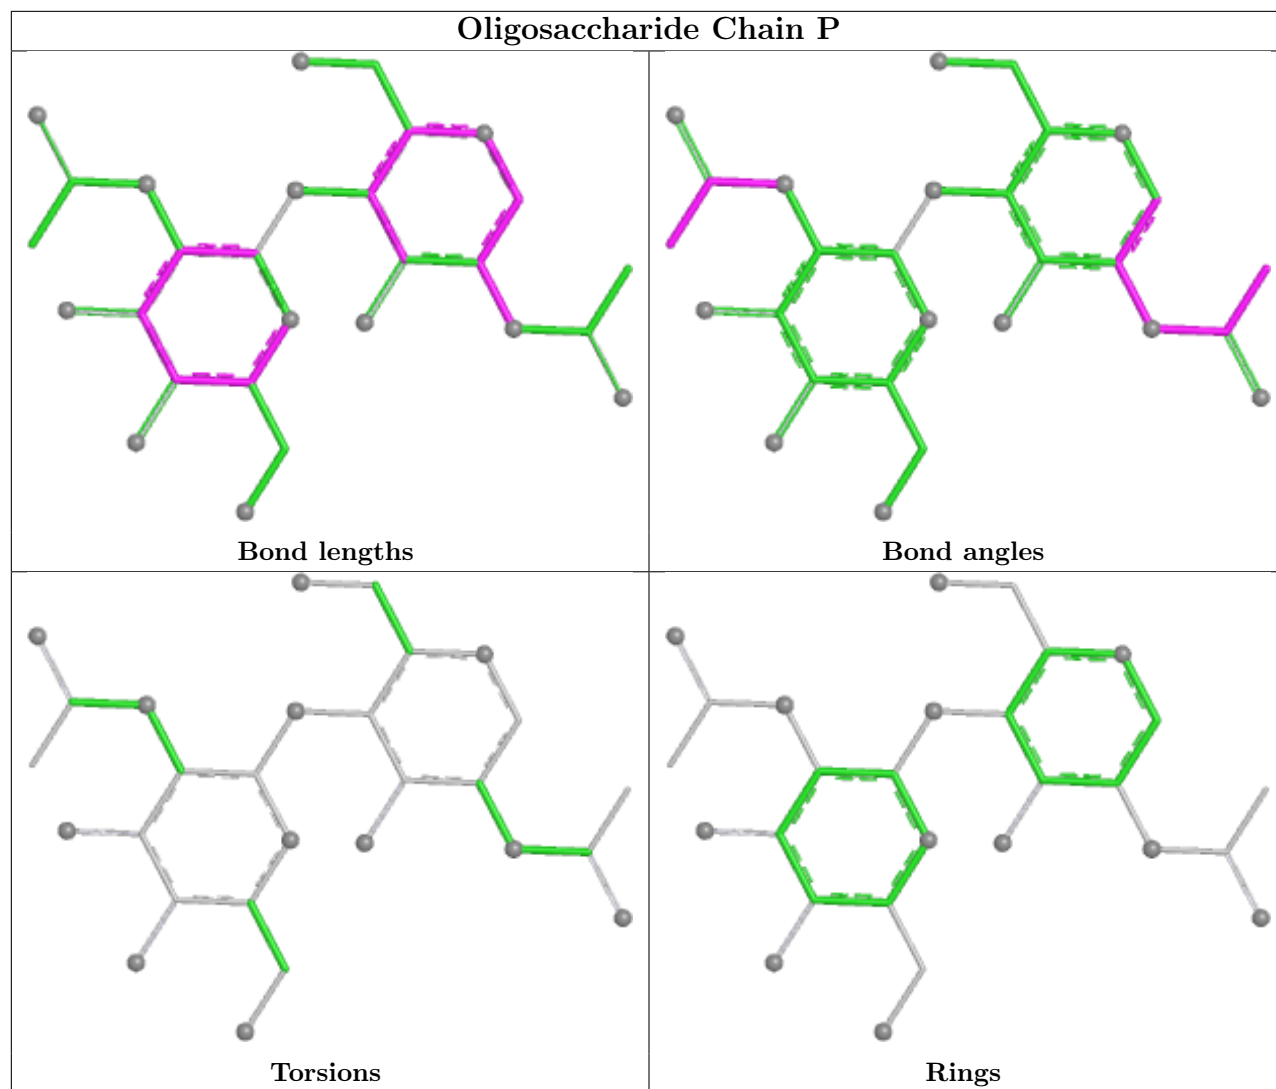 Oligosaccharide Chain P
Bond lengths
Bond angles
Torsions
Rings